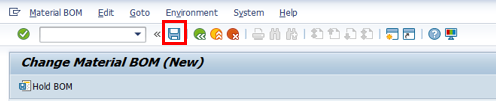 Material BOM Edit Goto Environment System Help
«
Change Material BOM (New)
Hold BOM